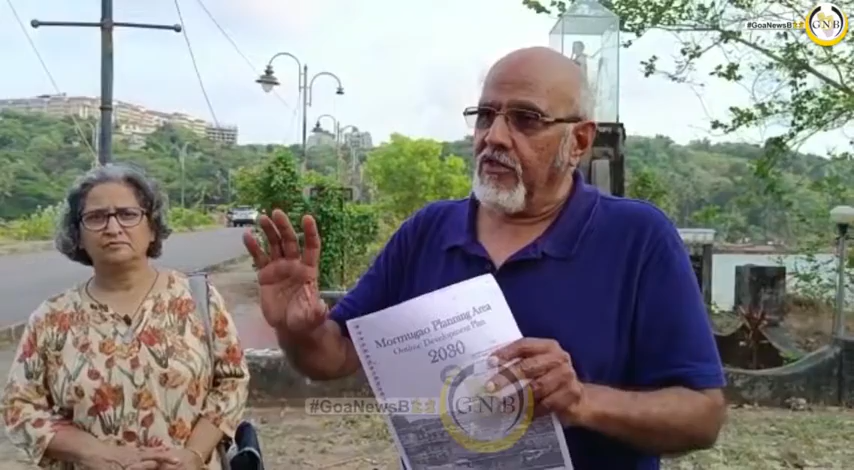 #GoaNewsB
GNB
Mormugao Planning Area
Outline Development Plan
2030
#GoaNewsB
GNB